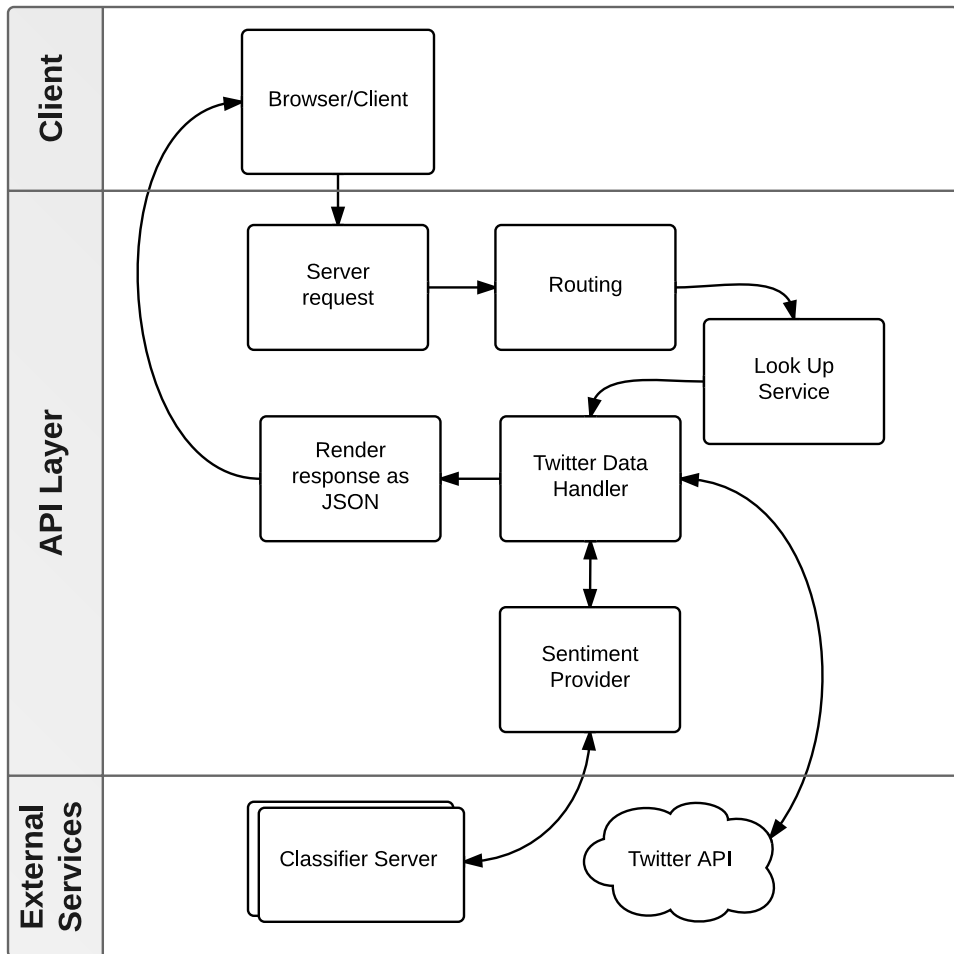 Client
Browser/Client
API Layer
Server
request
Routing
Look Up
Service
Render
response as
JSON
Twitter Data
Handler
Sentiment
Provider
External
Services
Classifier Server
Twitter API